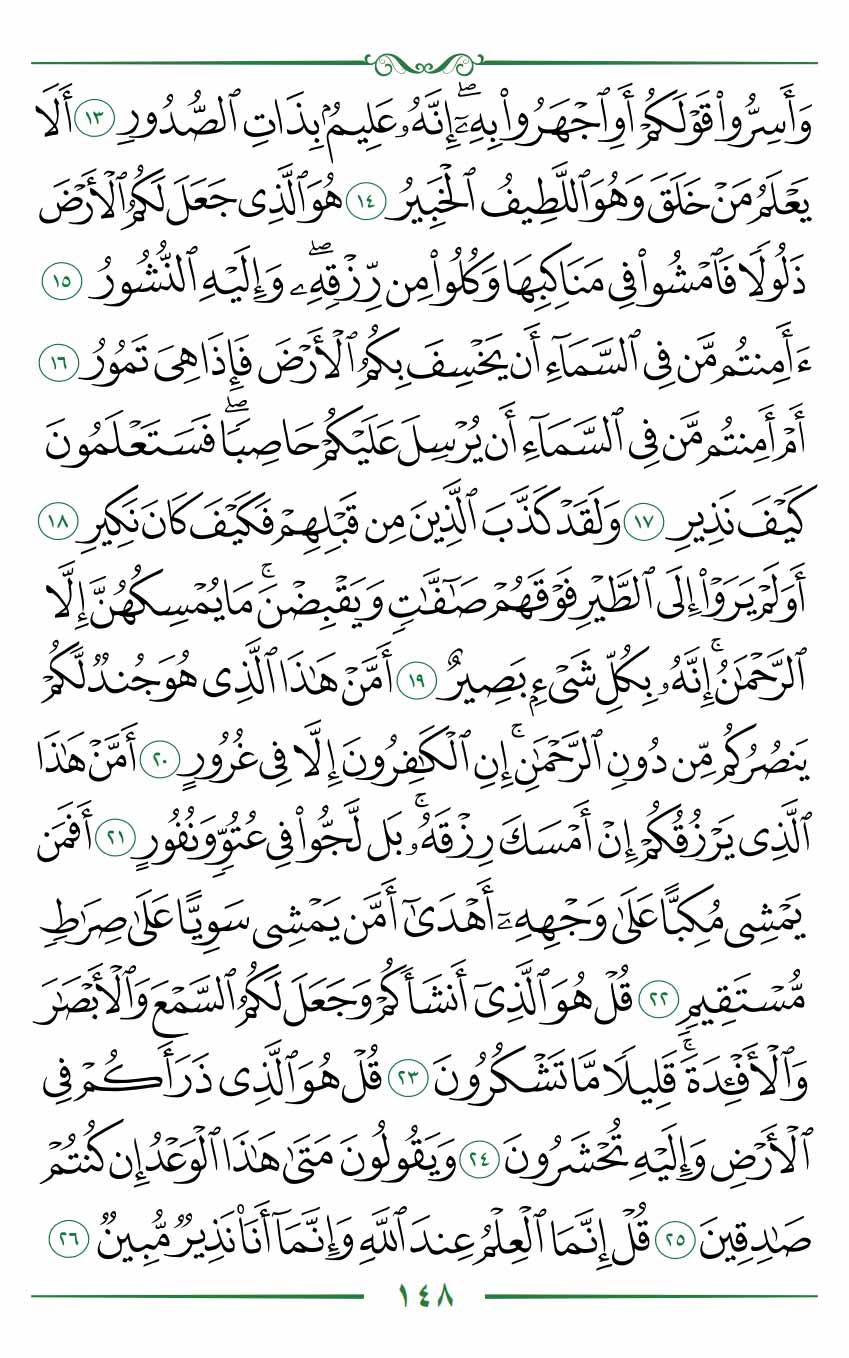 وَأَسِرُّوا۟ قَوْلَكُمْ أَوِ ٱجْهَرُوا۟ بِهِۦٓ ۖ إِنَّهُۥ عَلِيمُۢ بِذَاتِ ٱلصُّدُورِ ١٣ أَلَا
يَعْلَمُ مَنْ خَلَقَ وَهُوَ ٱللَّطِيفُ ٱلْخَبِيرُ ١٤ هُوَ ٱلَّذِى جَعَلَ لَكُمُ ٱلْأَرْضَ
ذَلُولًا فَٱمْشُوا۟ فِى مَنَاكِبِهَا وَكُلُوا۟ مِن رِّزْقِهِۦ ۖ وَإِلَيْهِ ٱلنُّشُورُ ١٥
ءَأَمِنتُم مَّن فِى ٱلسَّمَآءِ أَن يَخْسِفَ بِكُمُ ٱلْأَرْضَ فَإِذَا هِىَ تَمُورُ ١٦
أَمْ أَمِنتُم مَّن فِى ٱلسَّمَآءِ أَن يُرْسِلَ عَلَيْكُمْ حَاصِبًا ۖ فَسَتَعْلَمُونَ
كَيْفَ نَذِيرِ ١٧ وَلَقَدْ كَذَّبَ ٱلَّذِينَ مِن قَبْلِهِمْ فَكَيْفَ كَانَ نَكِيرِ ١٨
أَوَلَمْ يَرَوْا۟ إِلَى ٱلطَّيْرِ فَوْقَهُمْ صَٰٓفَّٰتٍ وَيَقْبِضْنَ ۚ مَا يُمْسِكُهُنَّ إِلَّا
ٱلرَّحْمَٰنُ ۚ إِنَّهُۥ بِكُلِّ شَىْءٍۭ بَصِيرٌ ١٩ أَمَّنْ هَٰذَا ٱلَّذِى هُوَ جُندٌ لَّكُمْ
يَنصُرُكُم مِّن دُونِ ٱلرَّحْمَٰنِ ۚ إِنِ ٱلْكَٰفِرُونَ إِلَّا فِى غُرُورٍ ٢٠ أَمَّنْ هَٰذَا
ٱلَّذِى يَرْزُقُكُمْ إِنْ أَمْسَكَ رِزْقَهُۥ ۚ بَل لَّجُّوا۟ فِى عُتُوٍّ وَنُفُورٍ ٢١ أَفَمَن
يَمْشِى مُكِبًّا عَلَىٰ وَجْهِهِۦٓ أَهْدَىٰٓ أَمَّن يَمْشِى سَوِيًّا عَلَىٰ صِرَٰطٍ
مُّسْتَقِيمٍ ٢٢ قُلْ هُوَ ٱلَّذِىٓ أَنشَأَكُمْ وَجَعَلَ لَكُمُ ٱلسَّمْعَ وَٱلْأَبْصَٰرَ
وَٱلْأَفْـِٔدَةَ ۖ قَلِيلًا مَّا تَشْكُرُونَ ٢٣ قُلْ هُوَ ٱلَّذِى ذَرَأَكُمْ فِى
ٱلْأَرْضِ وَإِلَيْهِ تُحْشَرُونَ ٢٤ وَيَقُولُونَ مَتَىٰ هَٰذَا ٱلْوَعْدُ إِن كُنتُمْ
صَٰدِقِينَ ٢٥ قُلْ إِنَّمَا ٱلْعِلْمُ عِندَ ٱللَّهِ وَإِنَّمَآ أَنَا۠ نَذِيرٌ مُّبِينٌ ٢٦
١٤٨